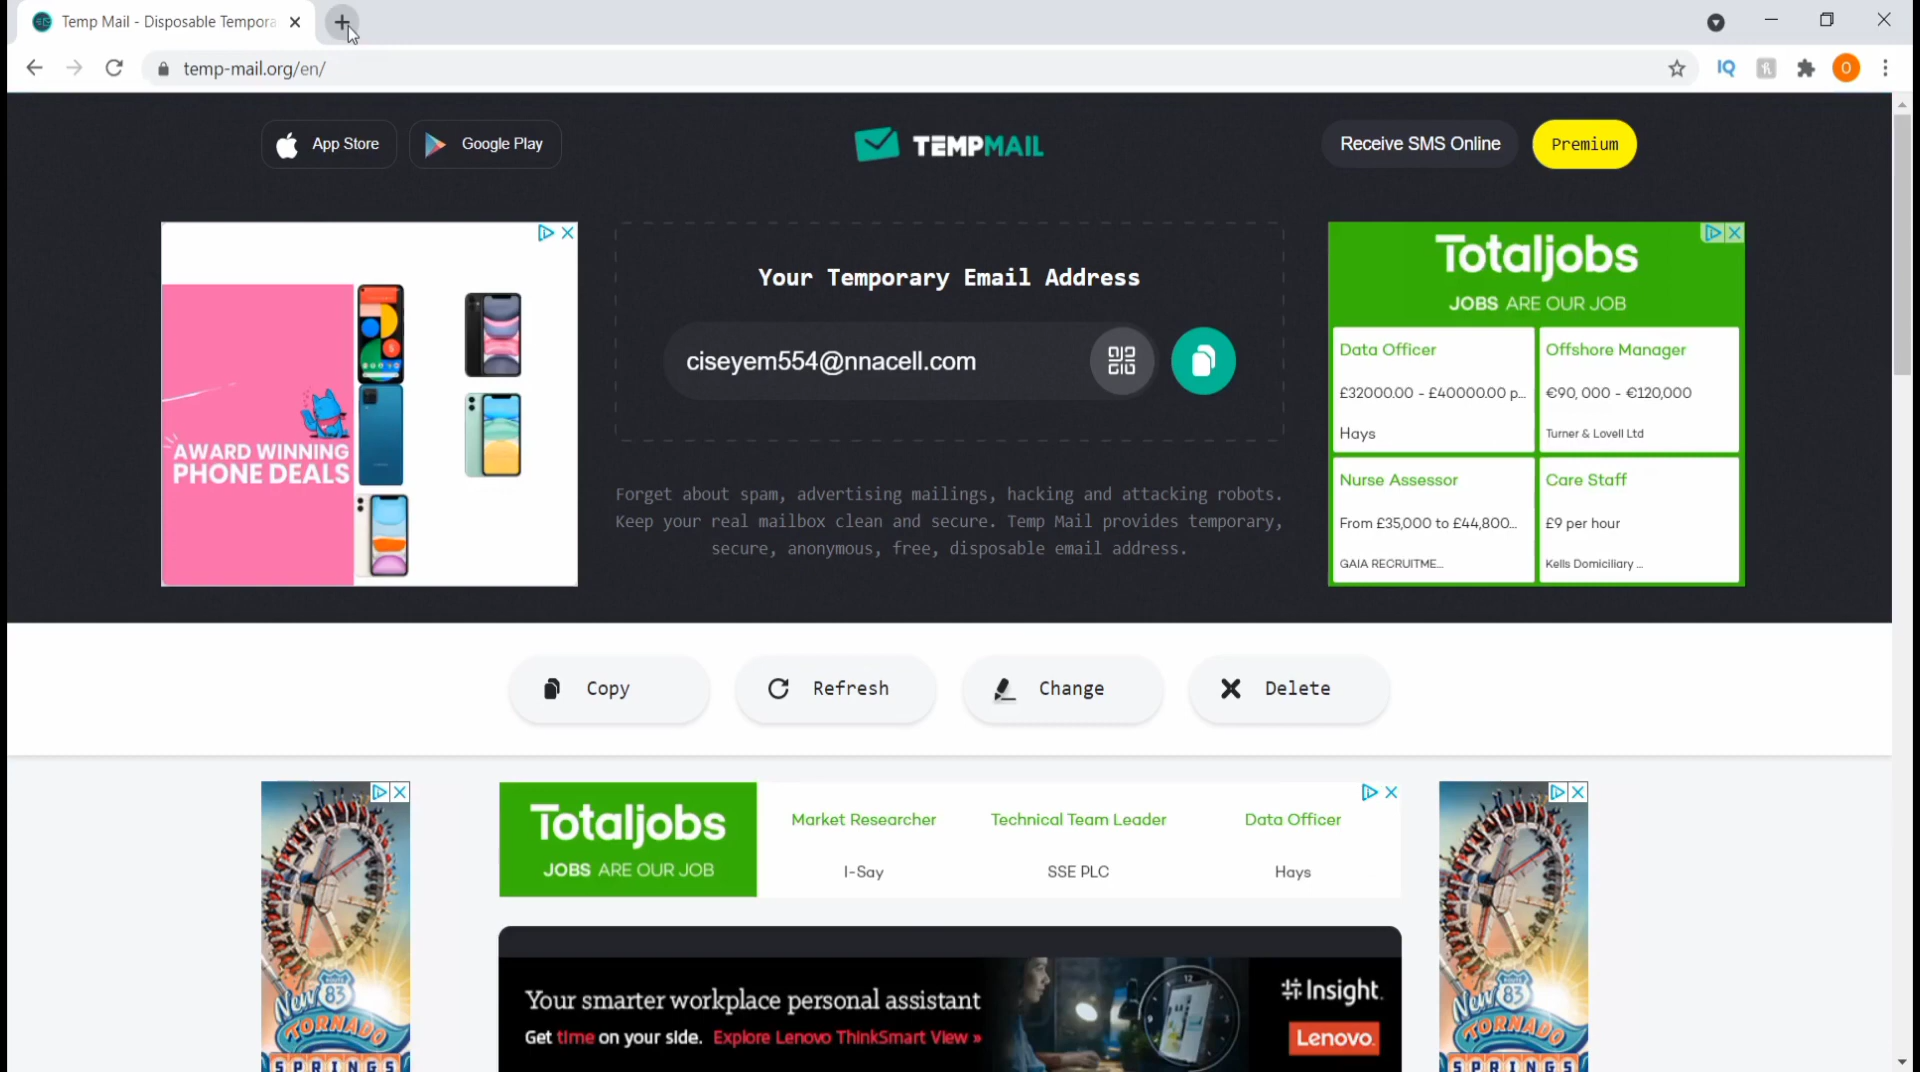 Temp Mail - Disposable Tempora
temp-mail.org/en/
IQ
O
App Store
Google Play
TEMPMAIL
Receive SMS Online
Premium
AWARD WINNING
PHONE DEALS
Your Temporary Email Address
ciseyem554@nnacell.com
Forget about spam, advertising mailings, hacking and attacking robots.
Keep your real mailbox clean and secure. Temp Mail provides temporary,
secure, anonymous, free, disposable email address.
Totaljobs
JOBS ARE OUR JOB
Data Officer
£32000.00 - £40000.00 p...
Hays
Offshore Manager
€90, 000 - €120,000
Turner & Lovell Ltd
Nurse Assessor
From £35,000 to £44,800...
GAIA RECRUITME...
Care Staff
£9 per hour
Kells Domiciliary ...
Copy
Refresh
Change
Delete
New 83
TORNADO
SPRINGS
Totaljobs
JOBS ARE OUR JOB
Market Researcher
I-Say
Technical Team Leader
SSE PLC
Data Officer
Hays
Your smarter workplace personal assistant
Get time on your side. Explore Lenovo ThinkSmart View »
12
Insight.
Lenovo
New 83
TORNADO
SPRINGS